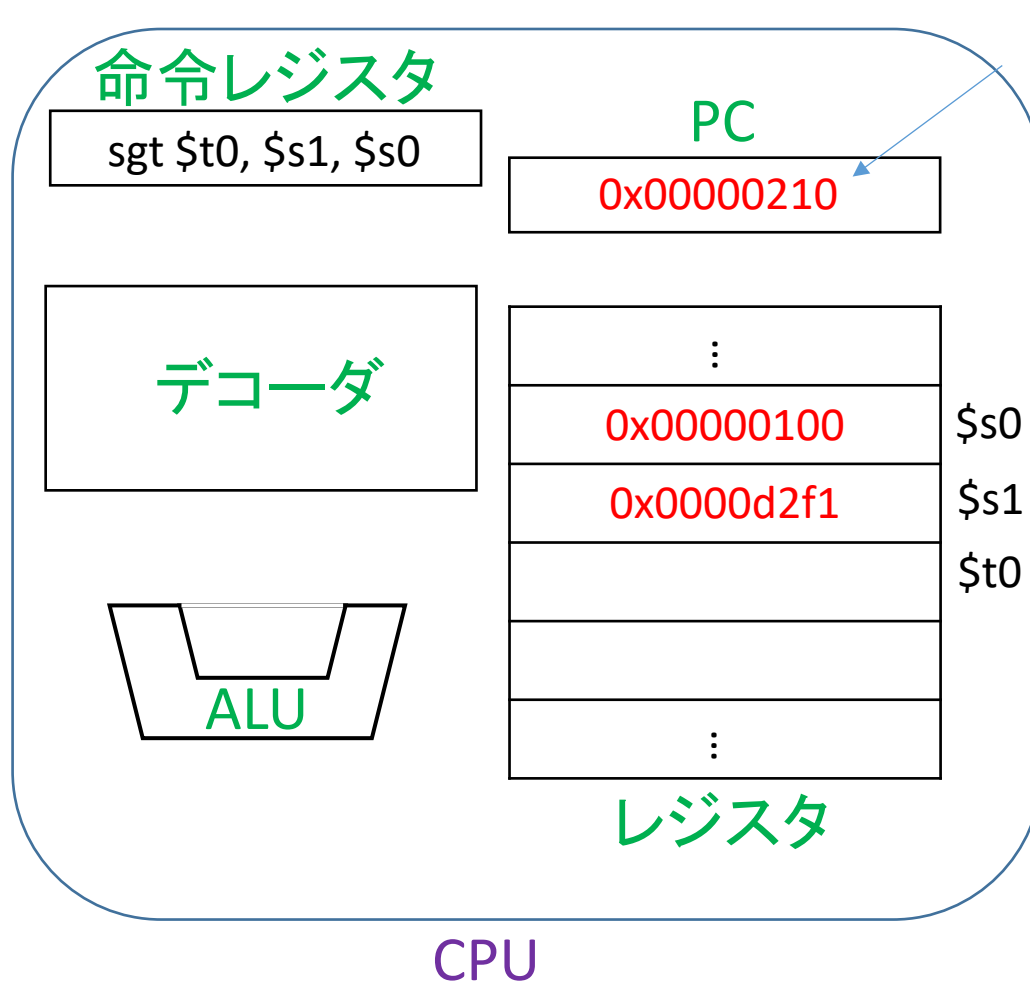 命令レジスタ
sgt $t0, $s1, $s0
PC
0x00000210
デコーダ
⋮
0x00000100
$s0
0x0000d2f1
$s1
$t0
ALU
⋮
レジスタ
CPU